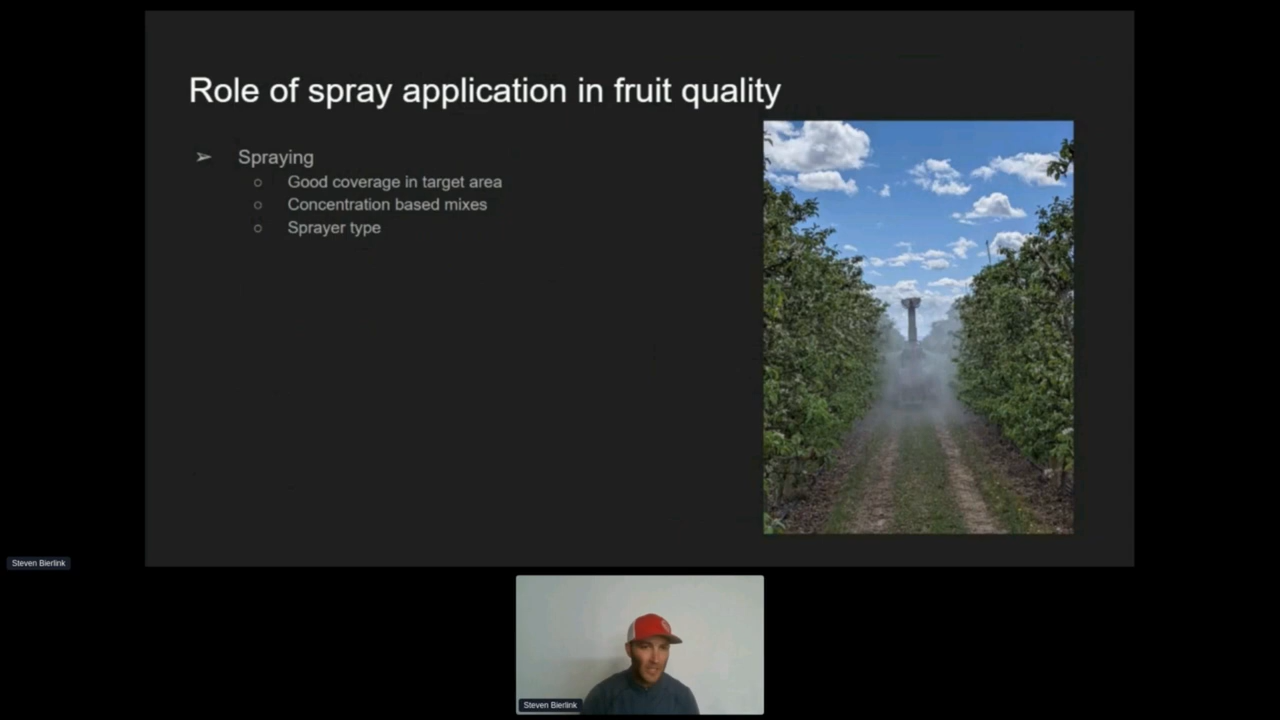 Role of spray application in fruit quality
➢ Spraying
○ Good coverage in target area
○ Concentration based mixes
○ Sprayer type
Steven Bierlink
Steven Bierlink